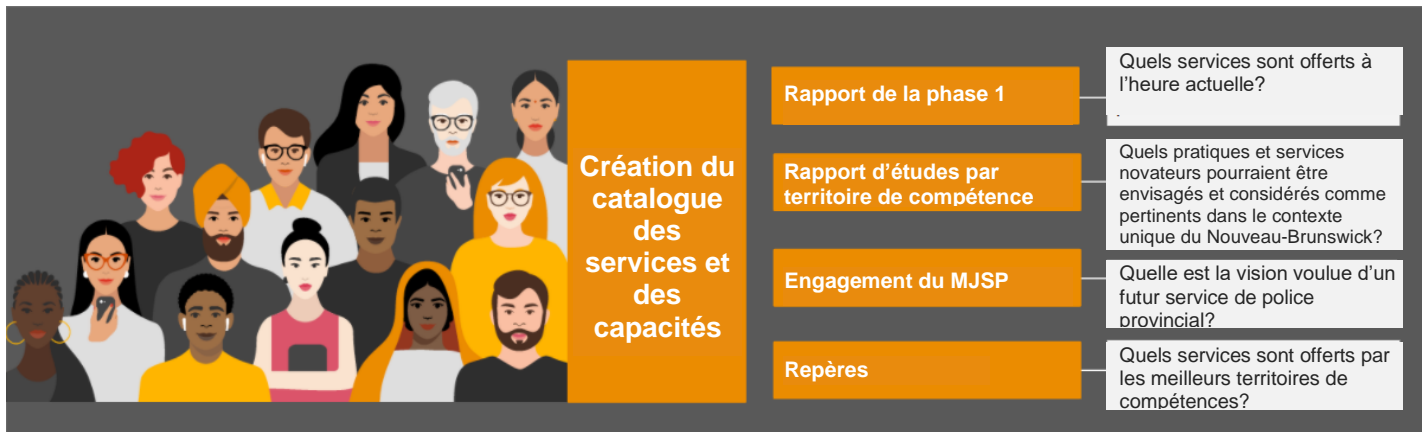 Création du
catalogue
des
services et
des
capacités
Rapport de la phase 1
Quels services sont offerts à
l'heure actuelle?
Rapport d'études par
territoire de compétence
Quels pratiques et services
novateurs pourraient être
envisagés et considérés comme
pertinents dans le contexte
unique du Nouveau-Brunswick?
Engagement du MJSP
Quelle est la vision voulue d'un
futur service de police
provincial?
Repères
Quels services sont offerts par
les meilleurs territoires de
compétences?